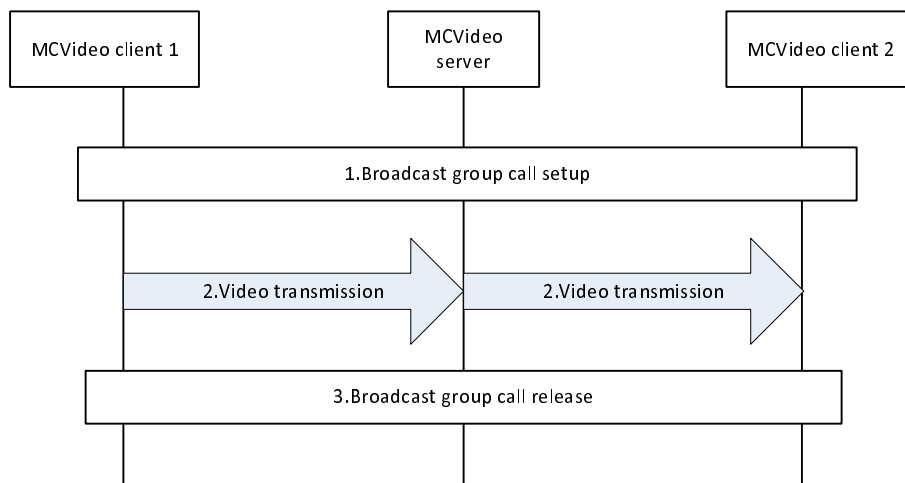 MCVideo client 1
MCVideo
server
MCVideo client 2
1.Broadcast group call setup
2.Video transmission
2.Video transmission
3.Broadcast group call release